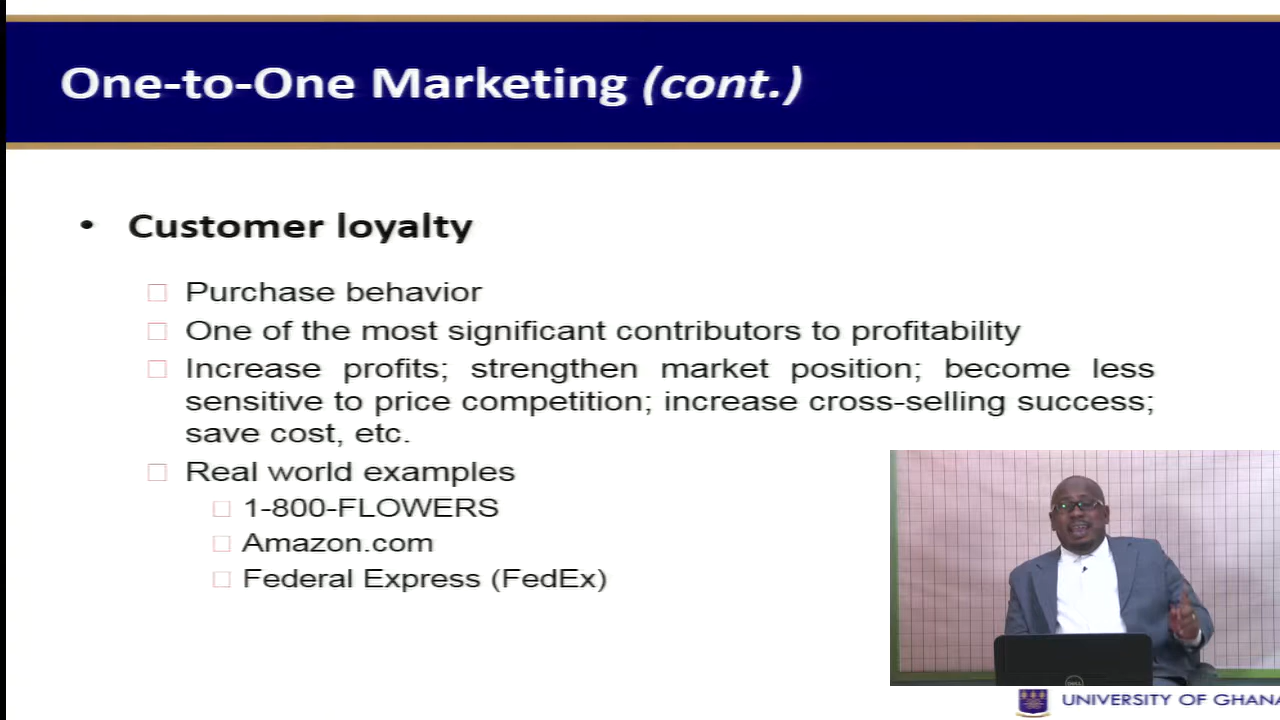 One-to-One Marketing (cont.)
• Customer loyalty
Purchase behavior
One of the most significant contributors to profitability
Increase profits; strengthen market position; become less
sensitive to price competition; increase cross-selling success;
save cost, etc.
Real world examples
1-800-FLOWERS
Amazon.com
Federal Express (FedEx)
DELL
UNIVERSITY OF GHANA